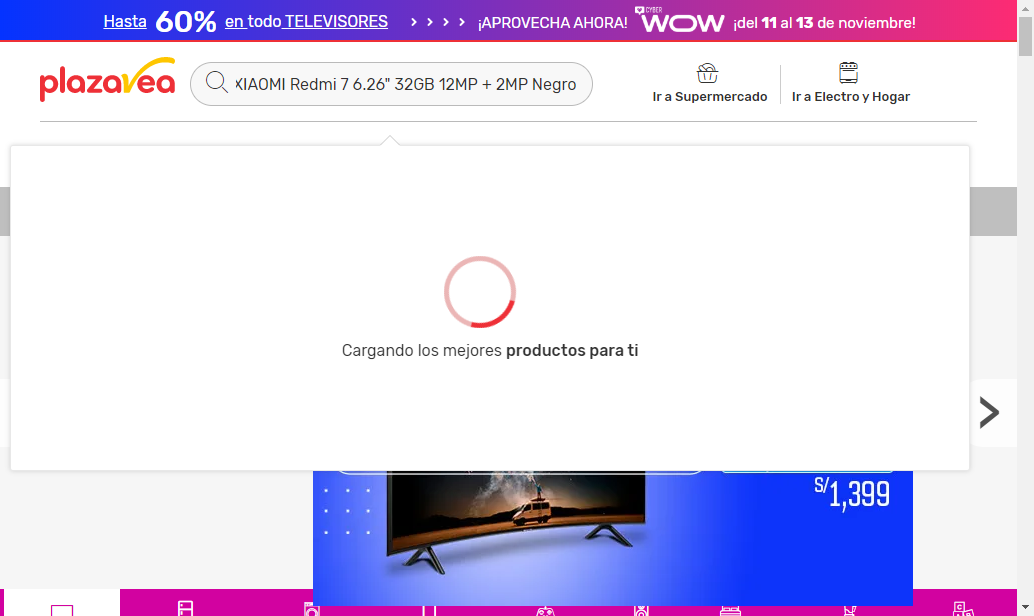 Hasta 60% en todo TELEVISORES > > > > ¡APROVECHA AHORA! CYBER WOW ¡del 11 al 13 de noviembre!
plazavea
XIAOMI Redmi 7 6.26" 32GB 12MP + 2MP Negro
Ir a Supermercado
Ir a Electro y Hogar
Cargando los mejores productos para ti
S/1,399